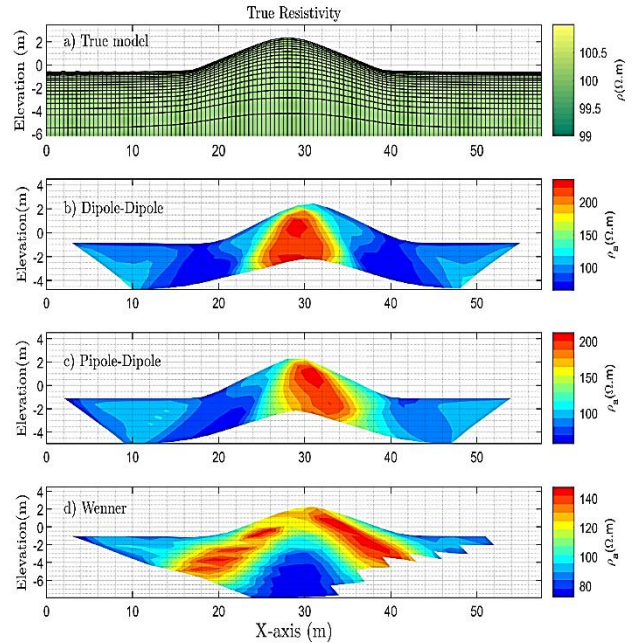 True Resistivity
a) True model
Elevation (m)
2
0
-2
-4
-6
0 10 20 30 40 50
100.5
100
99.5
99
ρ(Ω.m)
b) Dipole-Dipole
Elevation(m)
4
2
0
-2
-4
0 10 20 30 40 50
200
150
100
ρa(Ω.m)
c) Pipole-Dipole
Elevation(m)
4
2
0
-2
-4
0 10 20 30 40 50
200
150
100
ρa(Ω.m)
d) Wenner
Elevation(m)
4
2
0
-2
-4
-6
0 10 20 30 40 50
140
120
100
80
ρa(Ω.m)
X-axis (m)